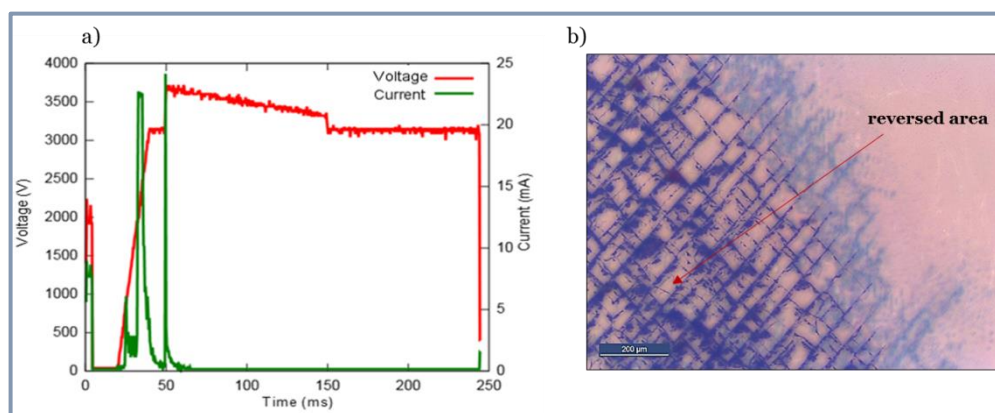 a)
b)
4000
3500
3000
2500
2000
1500
1000
500
0
Voltage (V)
Voltage
Current
25
20
15
10
5
0
Current (mA)
0
50
100
150
200
250
Time (ms)
reversed area
200 µm